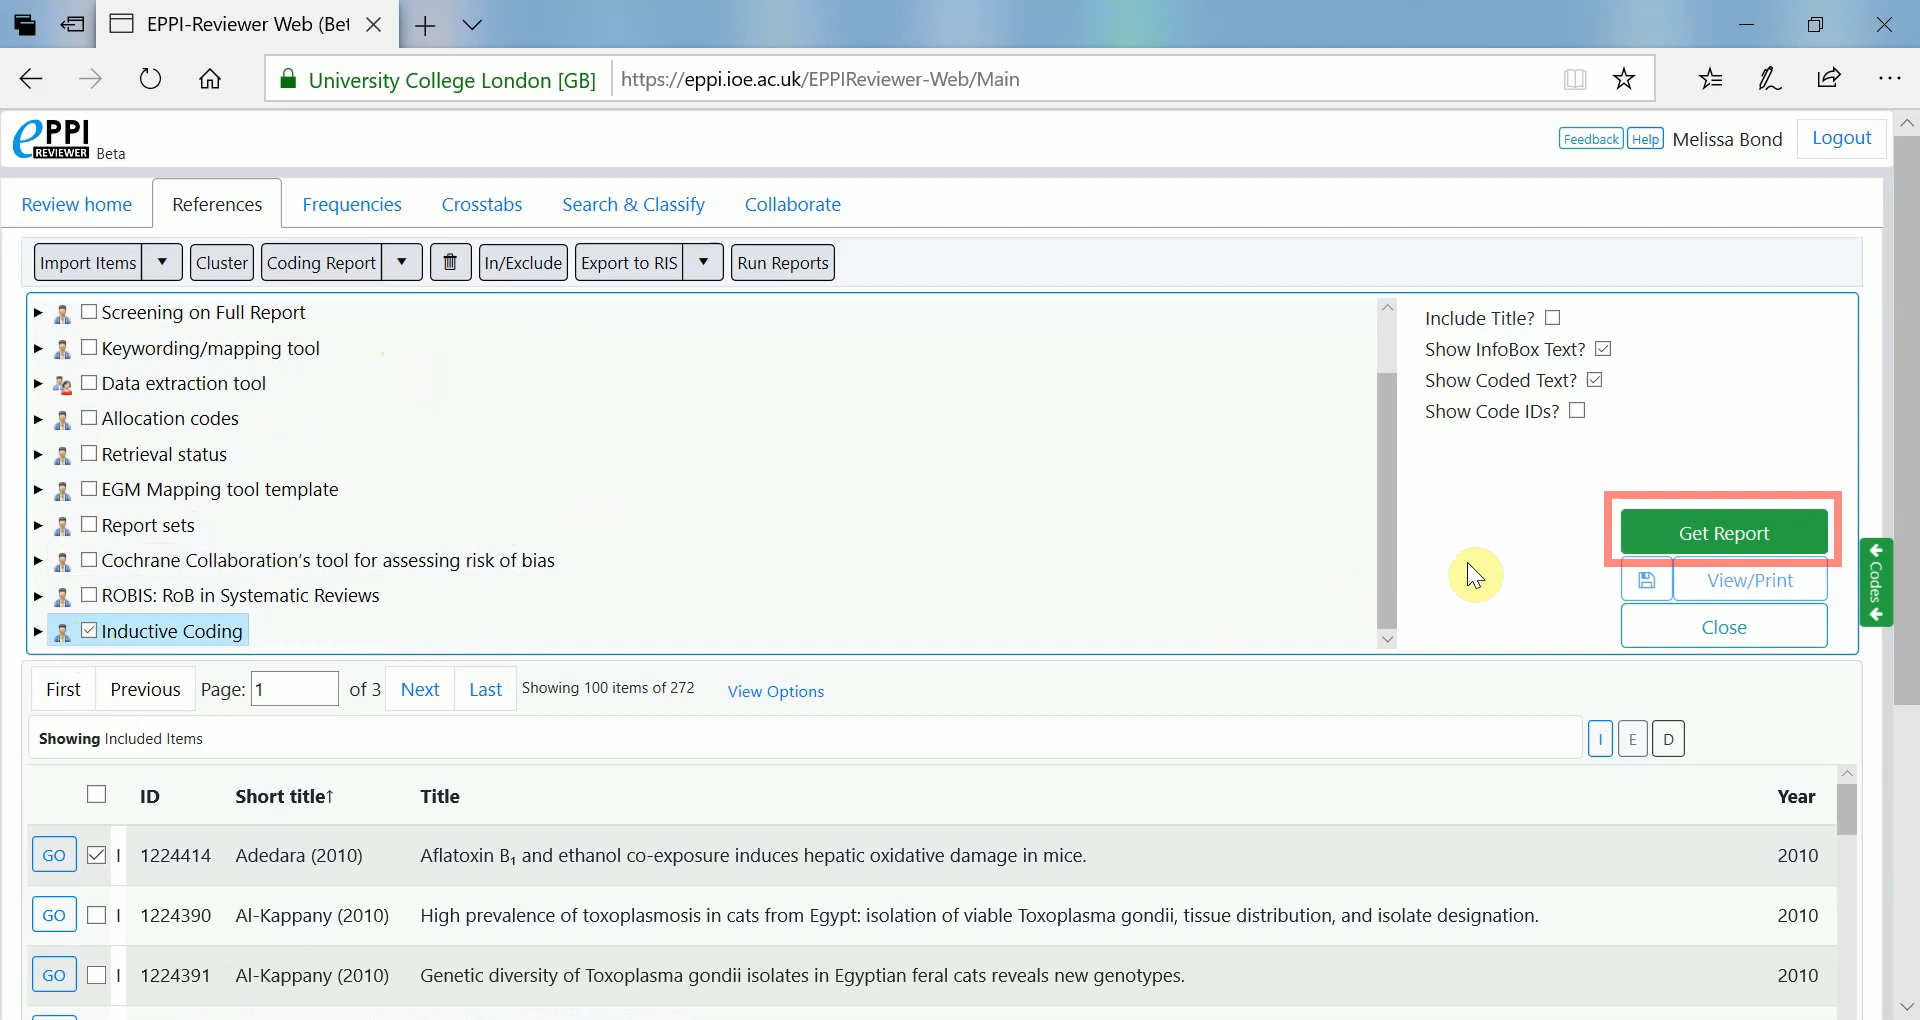 EPPI-Reviewer Web (Bet
University College London [GB] https://eppi.ioe.ac.uk/EPPIReviewer-Web/Main
ePPI REVIEWER Beta
Feedback Help Melissa Bond Logout
Review home References Frequencies Crosstabs Search & Classify Collaborate
Import Items Cluster Coding Report In/Exclude Export to RIS Run Reports
Screening on Full Report
Keywording/mapping tool
Data extraction tool
Allocation codes
Retrieval status
EGM Mapping tool template
Report sets
Cochrane Collaboration's tool for assessing risk of bias
ROBIS: RoB in Systematic Reviews
Inductive Coding
Include Title?
Show InfoBox Text?
Show Coded Text?
Show Code IDs?
Get Report
View/Print
Close
Codes
First Previous Page: 1 of 3 Next Last Showing 100 items of 272 View Options
Showing Included Items I E D
ID Short title↑ Title Year
GO I 1224414 Adedara (2010) Aflatoxin B₁ and ethanol co-exposure induces hepatic oxidative damage in mice. 2010
GO I 1224390 Al-Kappany (2010) High prevalence of toxoplasmosis in cats from Egypt: isolation of viable Toxoplasma gondii, tissue distribution, and isolate designation. 2010
GO I 1224391 Al-Kappany (2010) Genetic diversity of Toxoplasma gondii isolates in Egyptian feral cats reveals new genotypes. 2010